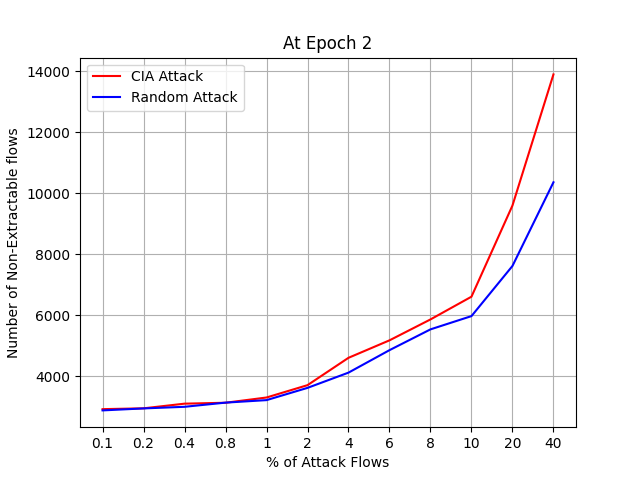 At Epoch 2
CIA Attack
Random Attack
Number of Non-Extractable flows
14000
12000
10000
8000
6000
4000
0.1 0.2 0.4 0.8 1 2 4 6 8 10 20 40
% of Attack Flows